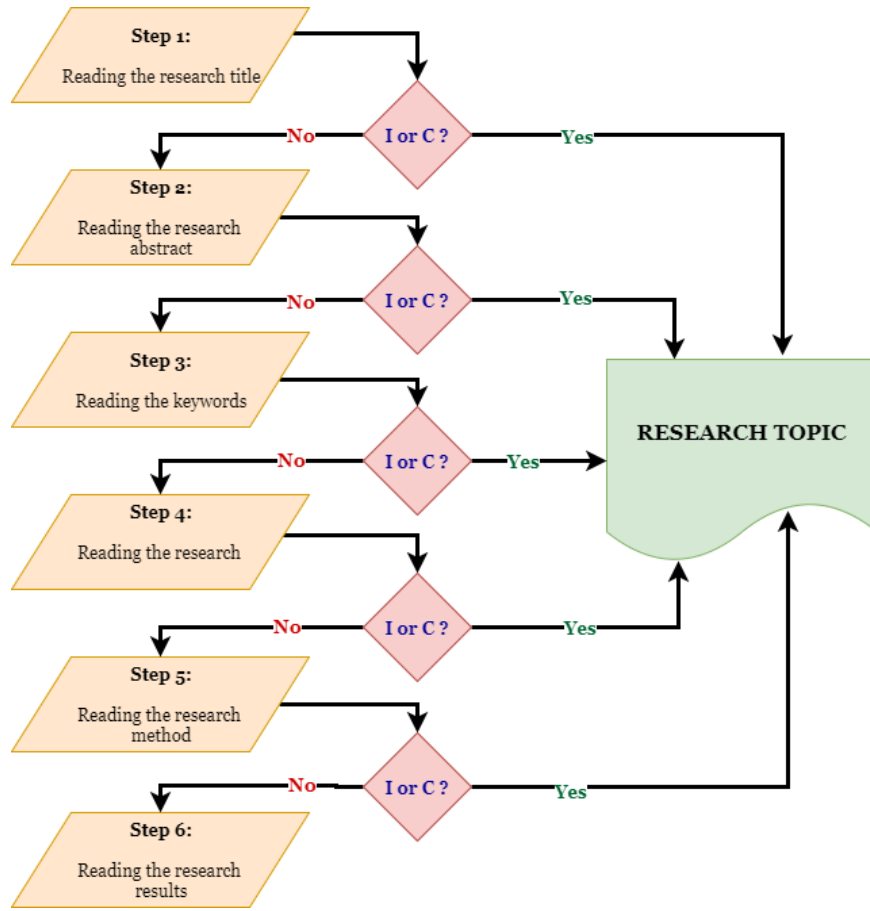 Step 1:
Reading the research title
I or C ?
No
Yes
Step 2:
Reading the research
abstract
I or C ?
No
Yes
Step 3:
Reading the keywords
I or C ?
No
Yes
RESEARCH TOPIC
Step 4:
Reading the research
I or C ?
No
Yes
Step 5:
Reading the research
method
I or C ?
No
Yes
Step 6:
Reading the research
results